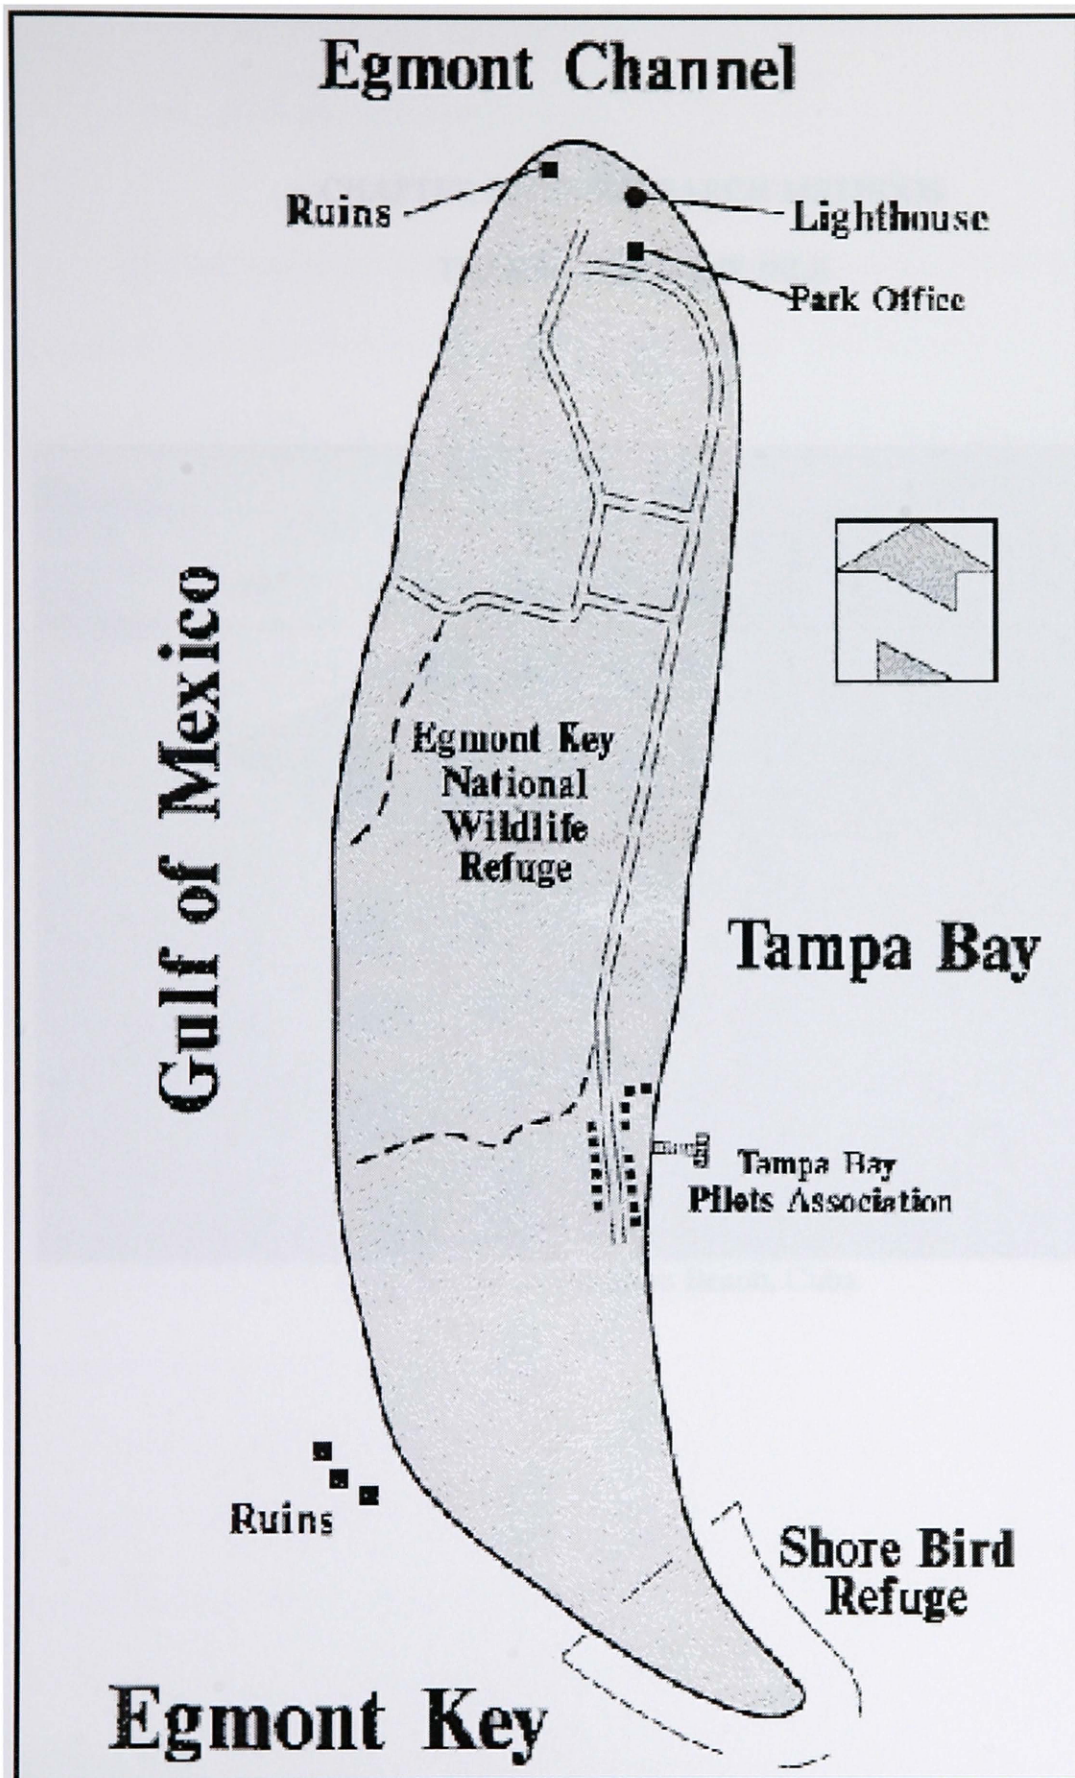 Egmont Channel
Ruins
Lighthouse
Park Office
Gulf of Mexico
Egmont Key
National
Wildlife
Refuge
Tampa Bay
Tampa Bay
Pilots Association
Ruins
Shore Bird
Refuge
Egmont Key